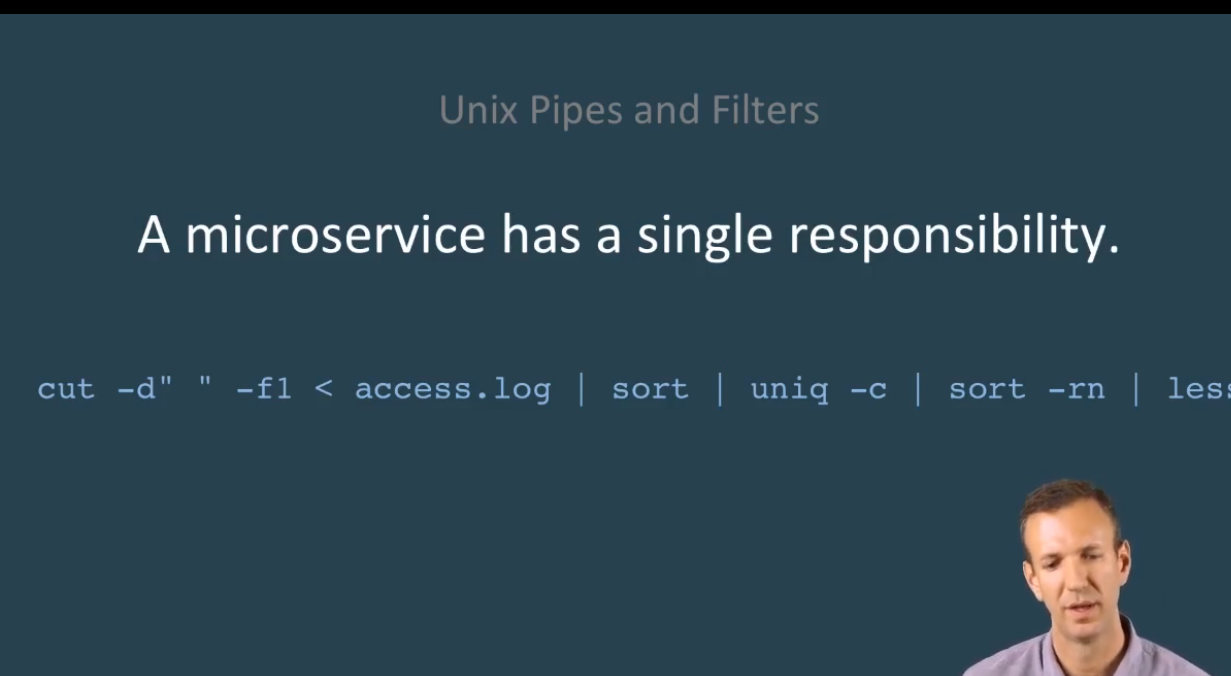 Unix Pipes and Filters
A microservice has a single responsibility.
cut -d" " -f1 < access.log | sort | uniq -c | sort -rn |